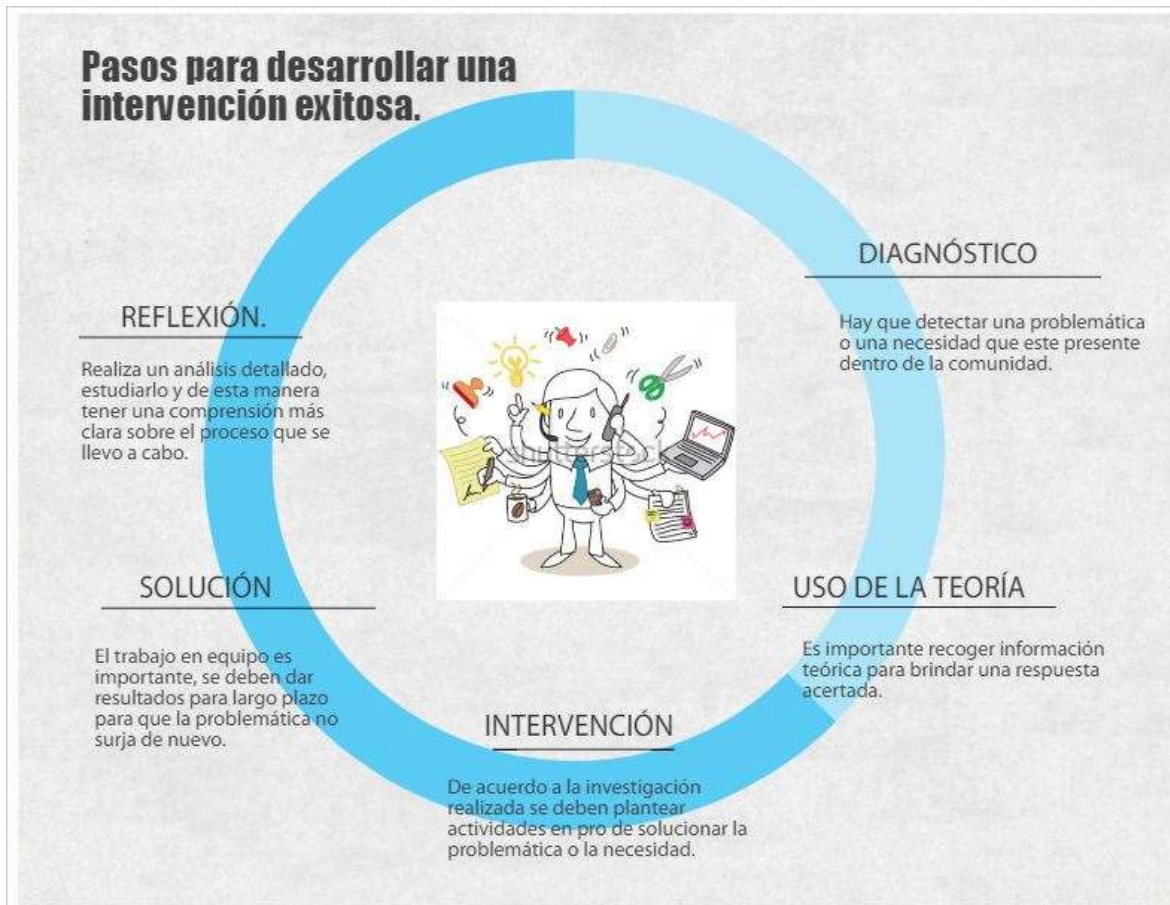 Pasos para desarrollar una
intervención exitosa.
DIAGNÓSTICO
Hay que detectar una problemática
o una necesidad que este presente
dentro de la comunidad.
USO DE LA TEORÍA
Es importante recoger información
teórica para brindar una respuesta
acertada.
INTERVENCIÓN
De acuerdo a la investigación
realizada se deben plantear
actividades en pro de solucionar la
problemática o la necesidad.
SOLUCIÓN
El trabajo en equipo es
importante, se deben dar
resultados para largo plazo
para que la problemática no
surja de nuevo.
REFLEXIÓN.
Realiza un análisis detallado,
estudiarlo y de esta manera
tener una comprensión más
clara sobre el proceso que se
llevo a cabo.
shutterstock